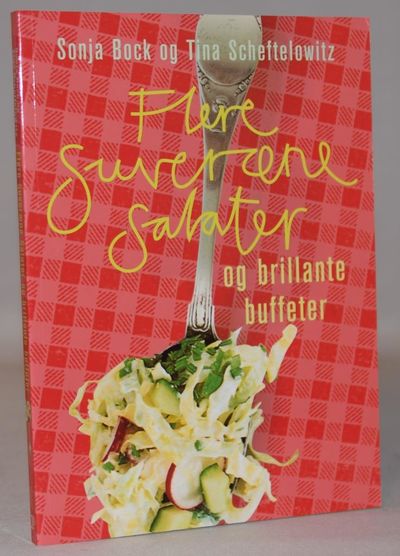 Sonja Bock og Tina Scheftelowitz
Flere
suveræne
salater
og brillante
buffeter